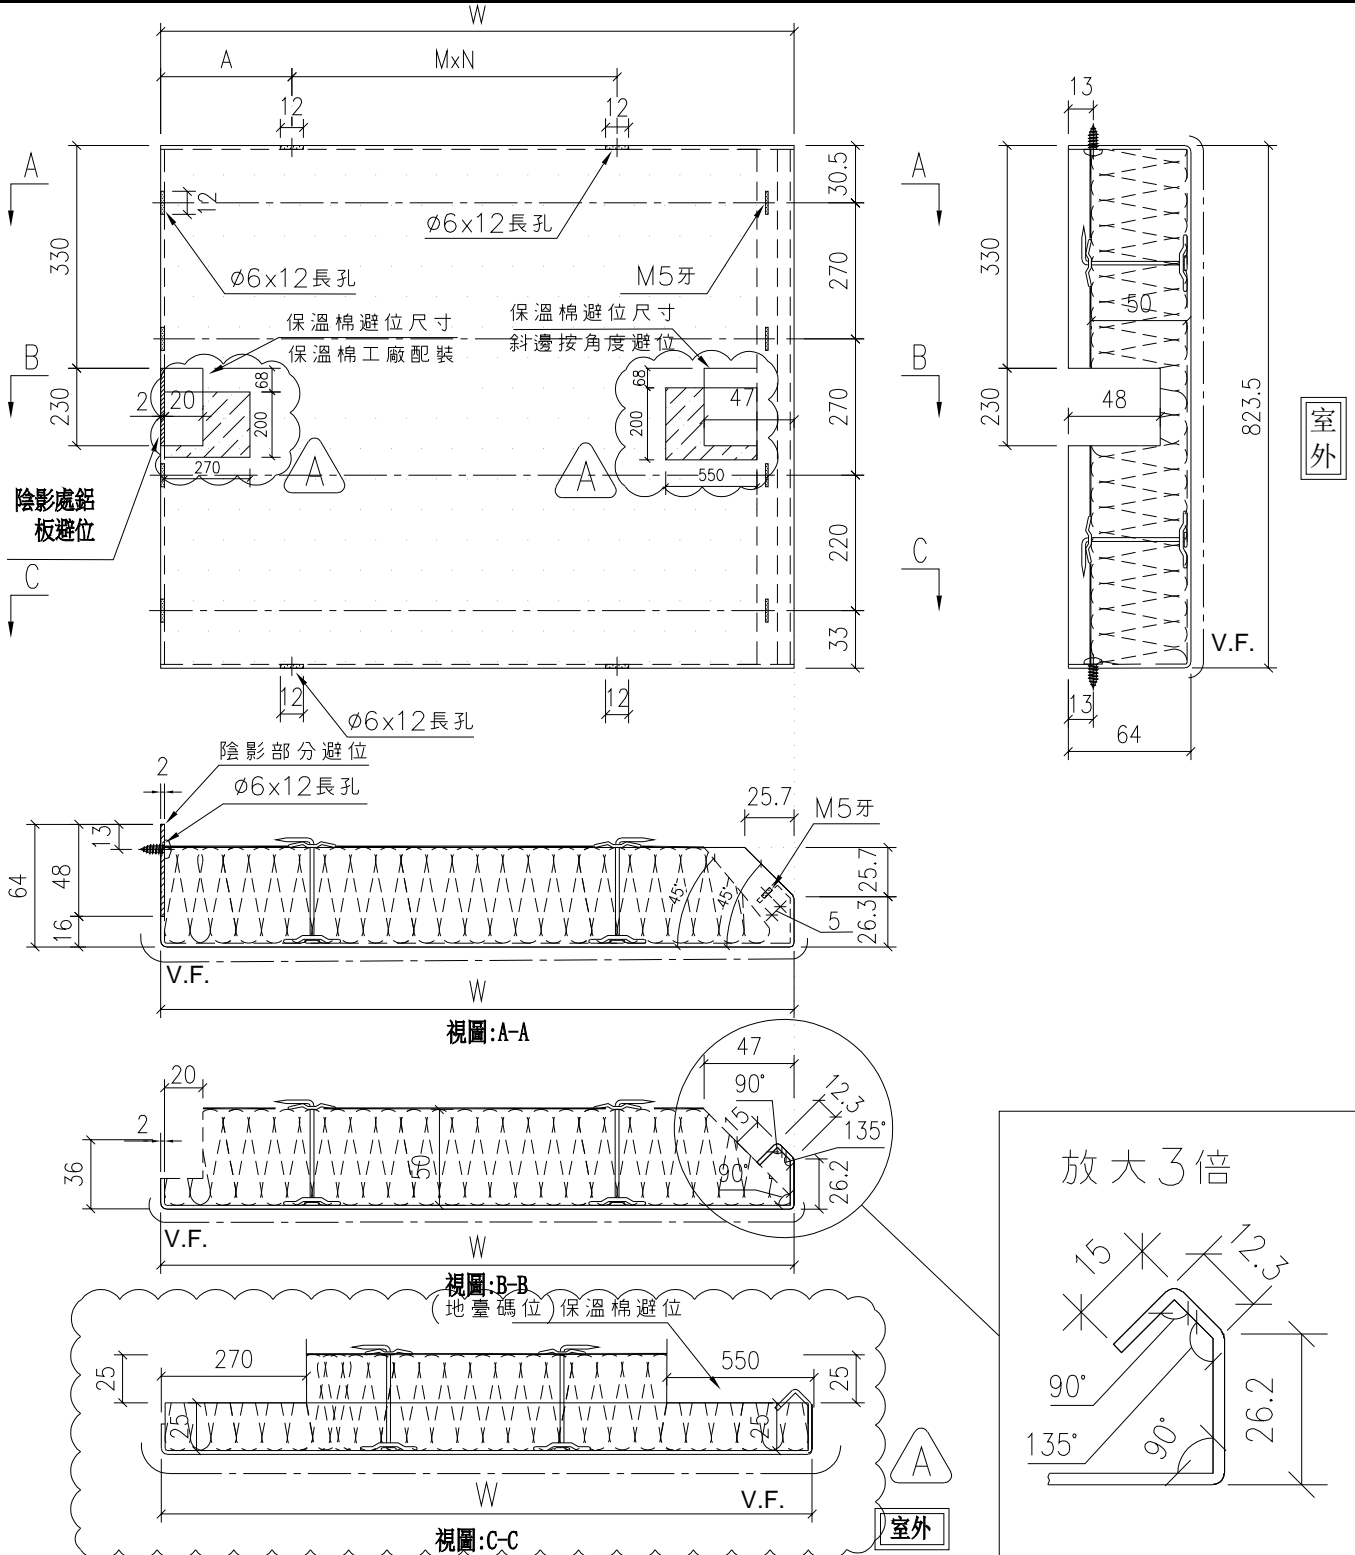 W
A
MxN
12
12
13
A
A
30.5
12
330
ø6x12長孔
ø6x12長孔
M5牙
270
330
50
保溫棉避位尺寸
保溫棉工廠配裝
保溫棉避位尺寸
斜邊按角度避位
B
B
68
68
230
2
20
200
270
47
200
550
270
230
48
823.5
室外
A
A
陰影處鋁
板避位
220
C
C
33
V.F.
12
12
13
64
ø6x12長孔
陰影部分避位
2
ø6x12長孔
25.7
M5牙
13
64
48
16
45°
45°
25.7
5
26.3
V.F.
W
視圖:A-A
20
47
90°
12.3
2
15
135°
36
50
90°
26.2
V.F.
W
視圖:B-B
(地臺碼位)保溫棉避位
270
550
25
25
25
25
A
W
V.F.
視圖:C-C
室外
放大3倍
15
12.3
90°
135°
90°
26.2